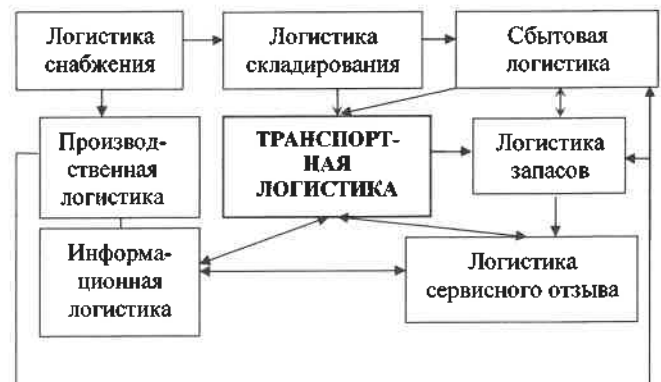 Логистика
снабжения
Логистика
складирования
Сбытовая
логистика
Производ-
ственная
логистика
ТРАНСПОРТ-
НАЯ
ЛОГИСТИКА
Логистика
запасов
Информа-
ционная
логистика
Логистика
сервисного отзыва